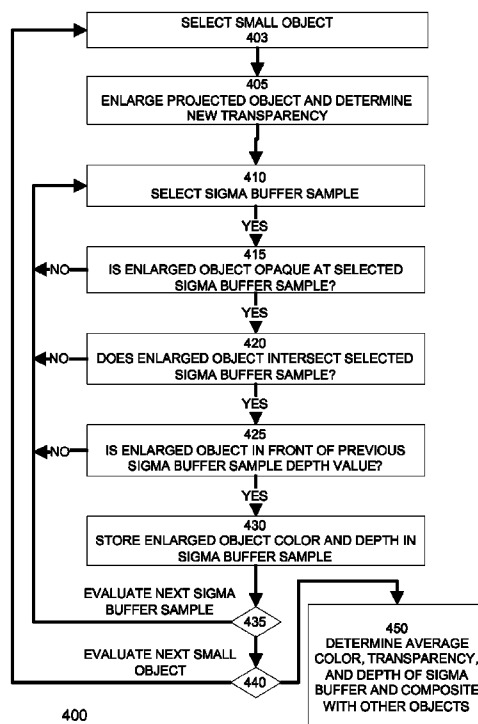 SELECT SMALL OBJECT
403
405
ENLARGE PROJECTED OBJECT AND DETERMINE
NEW TRANSPARENCY
410
SELECT SIGMA BUFFER SAMPLE
YES
415
IS ENLARGED OBJECT OPAQUE AT SELECTED
SIGMA BUFFER SAMPLE?
NO
YES
420
DOES ENLARGED OBJECT INTERSECT SELECTED
SIGMA BUFFER SAMPLE?
NO
YES
425
IS ENLARGED OBJECT IN FRONT OF PREVIOUS
SIGMA BUFFER SAMPLE DEPTH VALUE?
NO
YES
430
STORE ENLARGED OBJECT COLOR AND DEPTH IN
SIGMA BUFFER SAMPLE
EVALUATE NEXT SIGMA
BUFFER SAMPLE
435
EVALUATE NEXT SMALL
OBJECT
440
450
DETERMINE AVERAGE
COLOR, TRANSPARENCY,
AND DEPTH OF SIGMA
BUFFER AND COMPOSITE
WITH OTHER OBJECTS
400